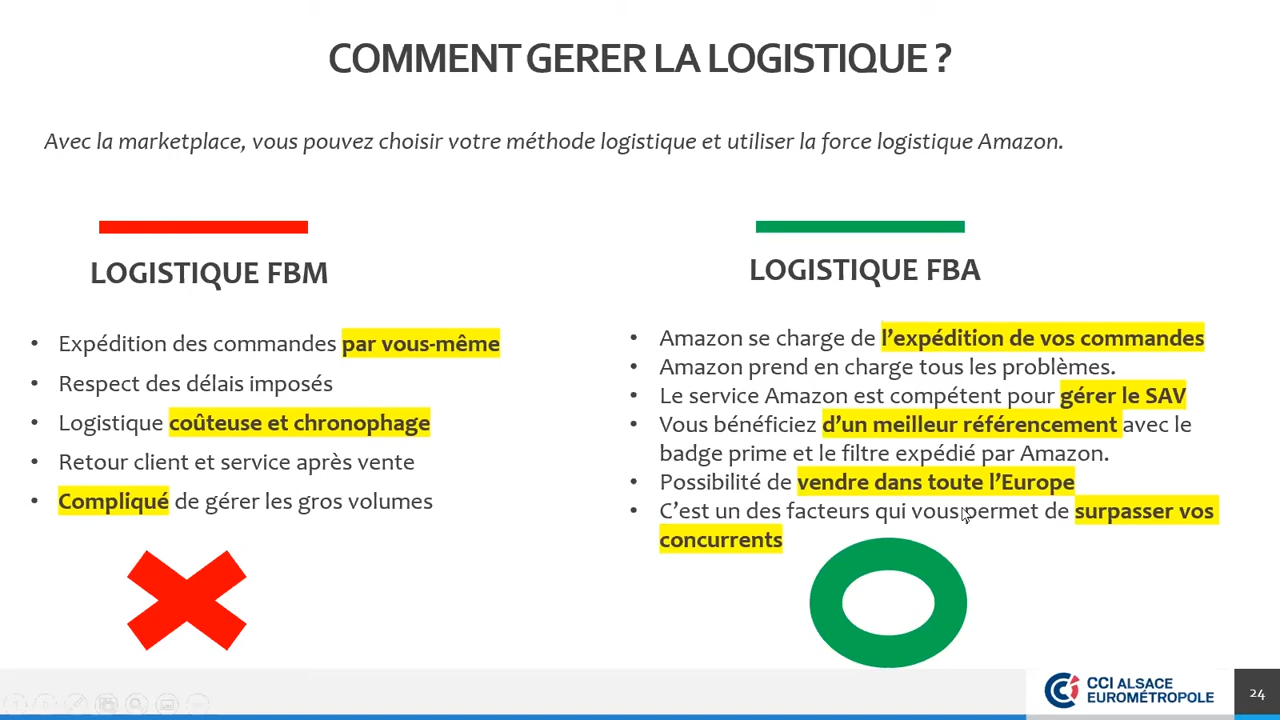 COMMENT GERER LA LOGISTIQUE ?
Avec la marketplace, vous pouvez choisir votre méthode logistique et utiliser la force logistique Amazon.
LOGISTIQUE FBM
• Expédition des commandes par vous-même
• Respect des délais imposés
• Logistique coûteuse et chronophage
• Retour client et service après vente
• Compliqué de gérer les gros volumes
LOGISTIQUE FBA
• Amazon se charge de l’expédition de vos commandes
• Amazon prend en charge tous les problèmes.
• Le service Amazon est compétent pour gérer le SAV
• Vous bénéficiez d’un meilleur référencement avec le
badge prime et le filtre expédié par Amazon.
• Possibilité de vendre dans toute l’Europe
• C’est un des facteurs qui vous permet de surpasser vos
concurrents
CCI ALSACE
EUROMÉTROPOLE
24